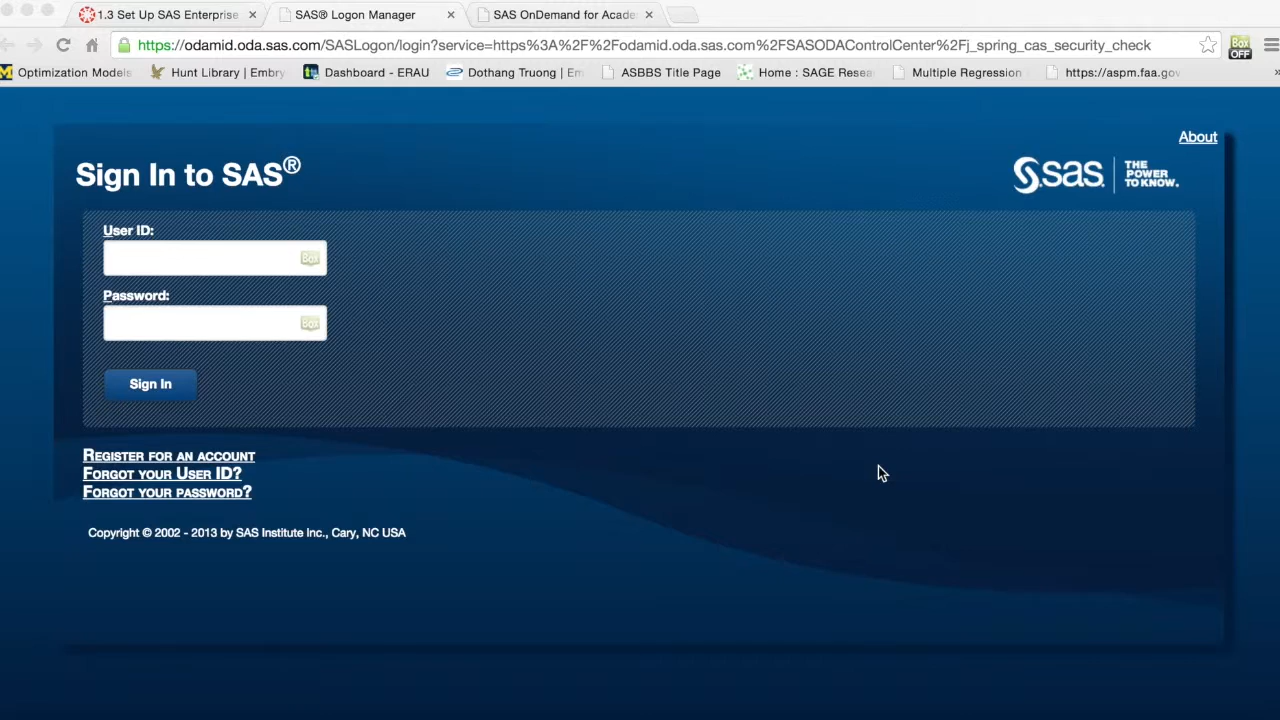 1.3 Set Up SAS Enterprise
SAS® Logon Manager
SAS OnDemand for Acade
https://odamid.oda.sas.com/SASLogon/login?service=https%3A%2F%2Fodamid.oda.sas.com%2FSASODAControlCenter%2Fj_spring_cas_security_check
Box
OFF
Optimization Models
Hunt Library | Embry
Dashboard - ERAU
Dothang Truong | Em
ASBBS Title Page
Home : SAGE Resea
Multiple Regression
https://aspm.faa.gov
»
About
Sign In to SAS®
sas THE POWER TO KNOW.
User ID:
Box
Password:
Box
Sign In
REGISTER FOR AN ACCOUNT
FORGOT YOUR USER ID?
FORGOT YOUR PASSWORD?
Copyright © 2002 - 2013 by SAS Institute Inc., Cary, NC USA